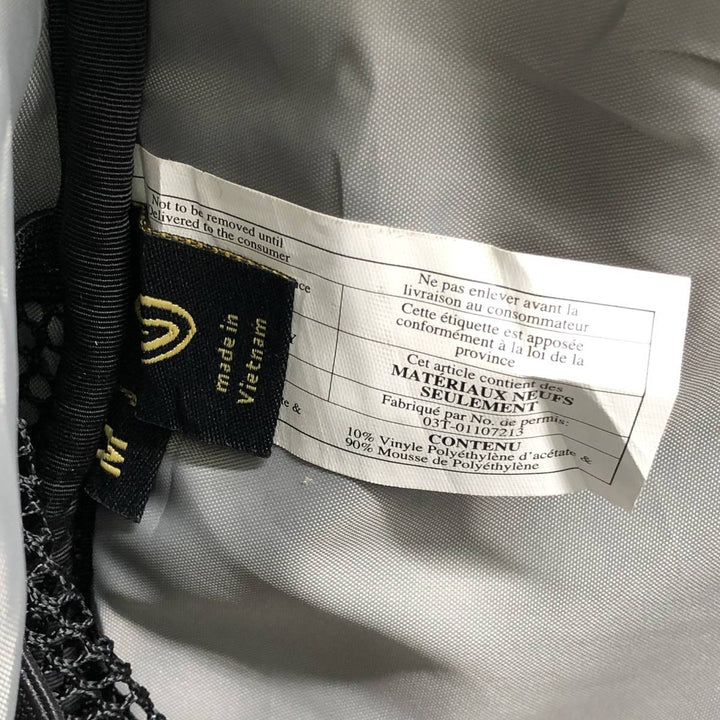 Not to be removed until
Delivered to the consumer
Ne pas enlever avant la
livraison au consommateur
Cette étiquette est apposée
conformément à la loi de la
province
Cet article contient des
MATÉRIAUX NEUFS
SEULEMENT
Fabriqué par No. de permis:
03T-01107213
CONTENU
10% Vinyle Polyéthylène d'acétate &
90% Mousse de Polyéthylène
made in
Vietnam